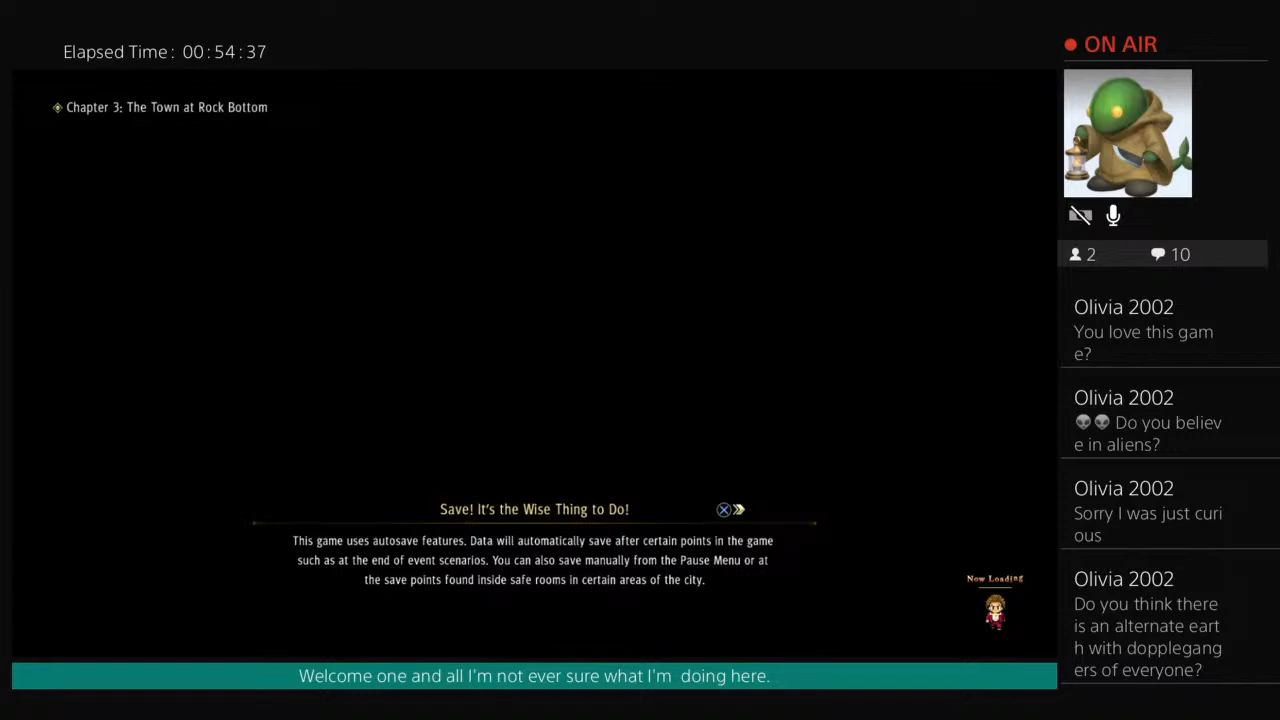 Elapsed Time: 00:54:37
ON AIR
Chapter 3: The Town at Rock Bottom
2 10
Olivia 2002
You love this gam
e?
Olivia 2002
👽👽 Do you believ
e in aliens?
Olivia 2002
Sorry I was just curi
ous
Olivia 2002
Do you think there
is an alternate eart
h with dopplegang
ers of everyone?
Save! It's the Wise Thing to Do!
This game uses autosave features. Data will automatically save after certain points in the game
such as at the end of event scenarios. You can also save manually from the Pause Menu or at
the save points found inside safe rooms in certain areas of the city.
Now Loading
Welcome one and all I'm not ever sure what I'm  doing here.